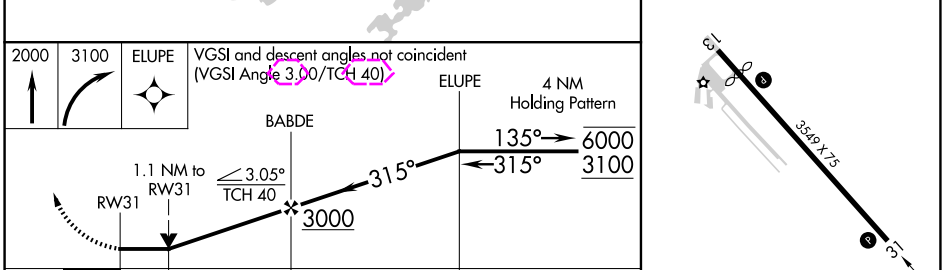 2000 3100 ELUPE
VGSI and descent angles not coincident
(VGSI Angle 3.00/TCH 40)
ELUPE
4 NM
Holding Pattern
BABDE
135° 6000
315° 3100
1.1 NM to
RW31
3.05°
TCH 40
315°
RW31
3000
13
P
3549 X 75
P
31